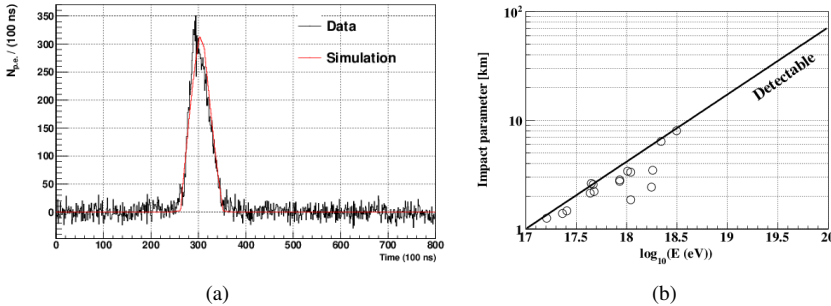 N_p.e. / (100 ns)
350
300
250
200
150
100
50
0
Data
Simulation
0 100 200 300 400 500 600 700 800
Time (100 ns)
(a)
Impact parameter [km]
10²
10
1
Detectable
17 17.5 18 18.5 19 19.5 20
log₁₀(E (eV))
(b)